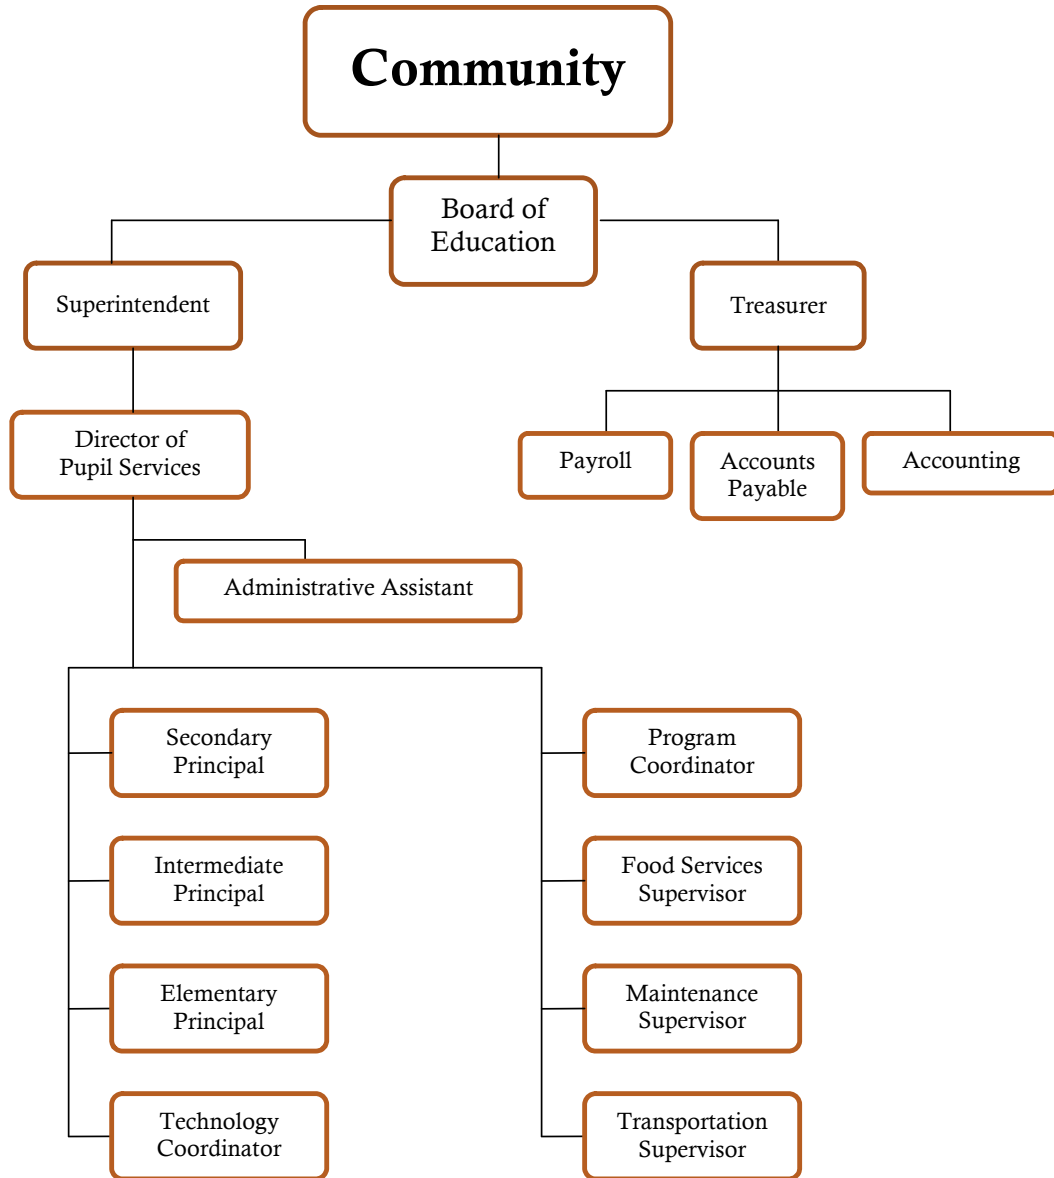 Community
Board of
Education
Superintendent
Treasurer
Director of
Pupil Services
Payroll
Accounts
Payable
Accounting
Administrative Assistant
Secondary
Principal
Program
Coordinator
Intermediate
Principal
Food Services
Supervisor
Elementary
Principal
Maintenance
Supervisor
Technology
Coordinator
Transportation
Supervisor